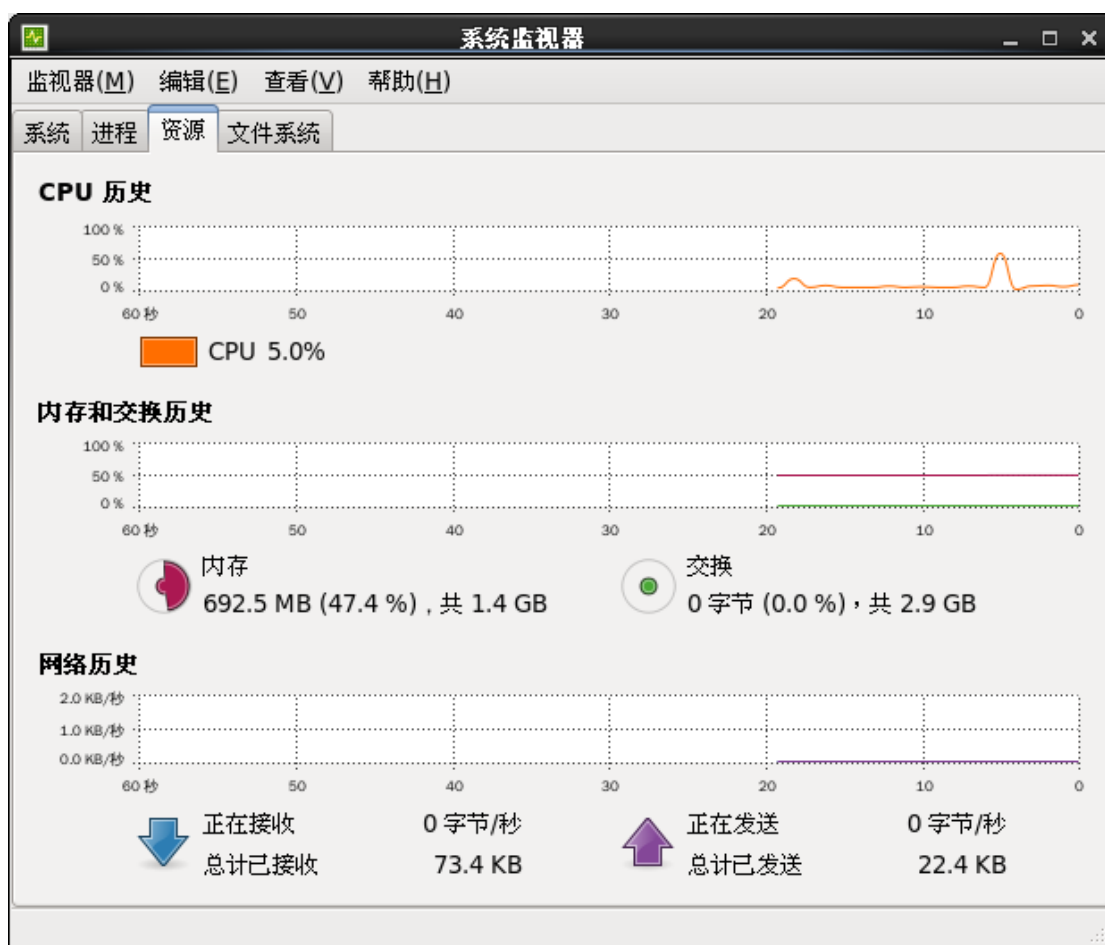 系统监视器
监视器(M) 编辑(E) 查看(V) 帮助(H)
系统 进程 资源 文件系统
CPU 历史
100 %
50 %
0 %
60 秒 50 40 30 20 10 0
CPU 5.0%
内存和交换历史
100 %
50 %
0 %
60 秒 50 40 30 20 10 0
内存 交换
692.5 MB (47.4 %) , 共 1.4 GB 0 字节 (0.0 %)，共 2.9 GB
网络历史
2.0 KB/秒
1.0 KB/秒
0.0 KB/秒
60 秒 50 40 30 20 10 0
正在接收 0 字节/秒 正在发送 0 字节/秒
总计已接收 73.4 KB 总计已发送 22.4 KB